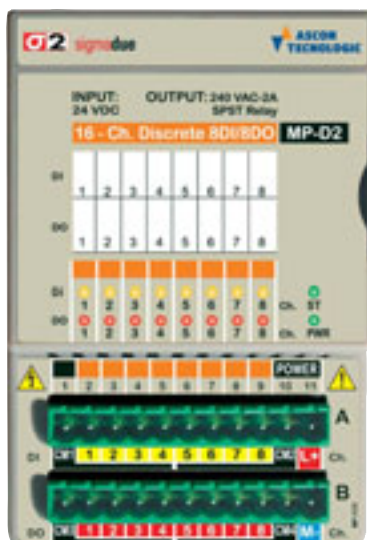 σ2 sigmadue
ASCON TECNOLOGIC
INPUT: 24 VDC
OUTPUT: 240 VAC-2A SPST Relay
16 - Ch. Discrete 8DI/8DO MP-D2
DI 1 2 3 4 5 6 7 8
DO 1 2 3 4 5 6 7 8
DI 1 2 3 4 5 6 7 8 Ch. ST
DO 1 2 3 4 5 6 7 8 Ch. PWR
POWER
1 2 3 4 5 6 7 8 9 10 11
A
DI 1 2 3 4 5 6 7 8 L+ Ch.
B
DO 1 2 3 4 5 6 7 8 M- Ch.